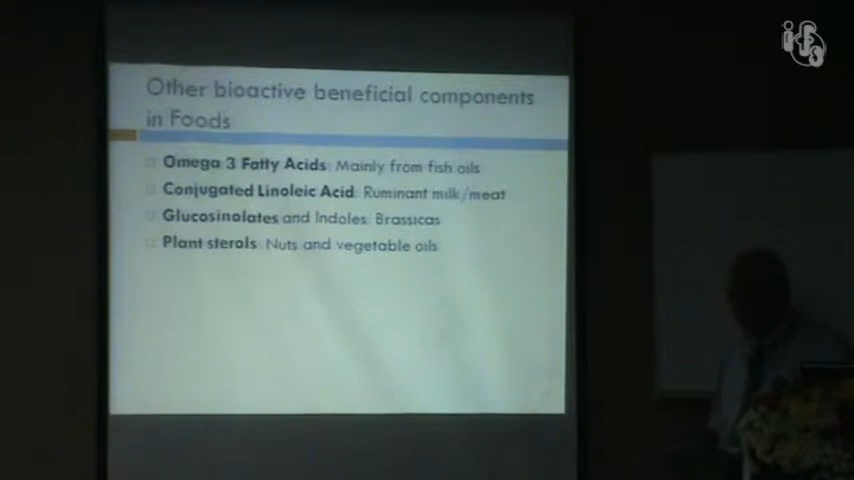 Other bioactive beneficial components
in Foods
Omega 3 Fatty Acids: Mainly from fish oils
Conjugated Linoleic Acid: Ruminant milk/meat
Glucosinolates and Indoles: Brassicas
Plant sterols: Nuts and vegetable oils